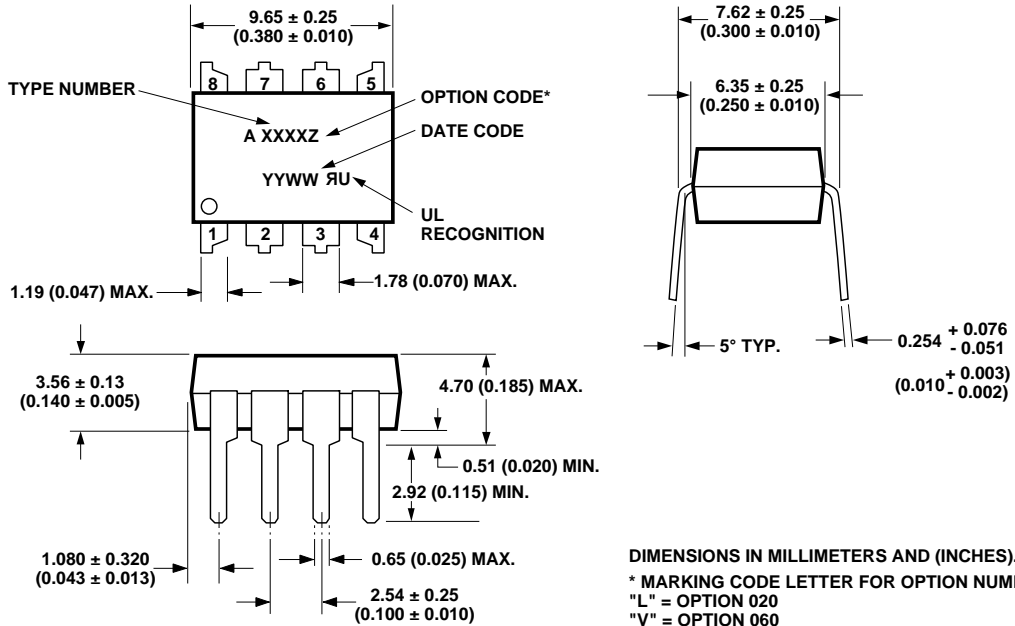 9.65 ± 0.25
(0.380 ± 0.010)
8 7 6 5
TYPE NUMBER
OPTION CODE*
A XXXXZ
DATE CODE
YYWW RU
UL
RECOGNITION
1 2 3 4
1.19 (0.047) MAX.
1.78 (0.070) MAX.
7.62 ± 0.25
(0.300 ± 0.010)
6.35 ± 0.25
(0.250 ± 0.010)
5° TYP.
0.254 + 0.076
- 0.051
(0.010 + 0.003)
- 0.002)
3.56 ± 0.13
(0.140 ± 0.005)
4.70 (0.185) MAX.
0.51 (0.020) MIN.
2.92 (0.115) MIN.
1.080 ± 0.320
(0.043 ± 0.013)
0.65 (0.025) MAX.
2.54 ± 0.25
(0.100 ± 0.010)
DIMENSIONS IN MILLIMETERS AND (INCHES).
* MARKING CODE LETTER FOR OPTION NUM
"L" = OPTION 020
"V" = OPTION 060